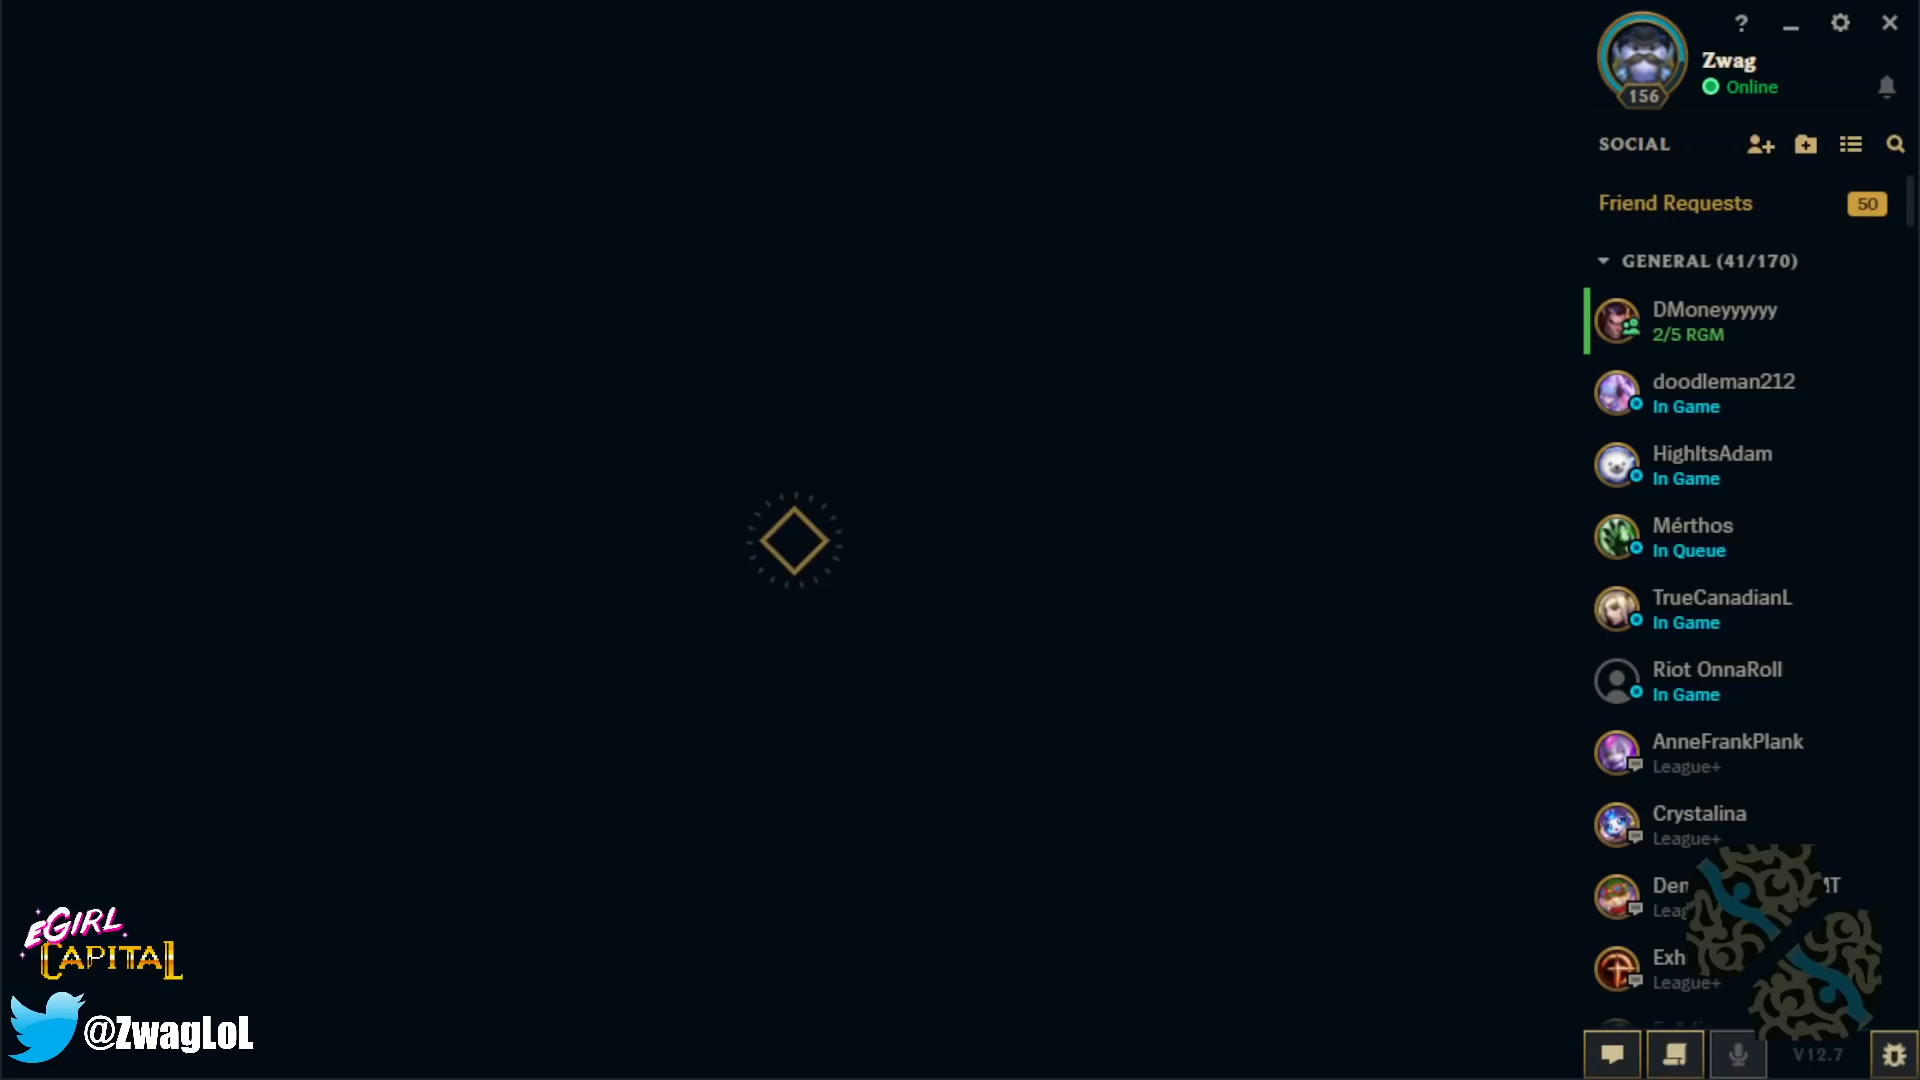 ?
Zwag
Online
156
SOCIAL
Friend Requests
50
GENERAL (41/170)
DMoneyyyyyy
2/5 RGM
doodleman212
In Game
HighItsAdam
In Game
Mérthos
In Queue
TrueCanadianL
In Game
Riot OnnaRoll
In Game
AnneFrankPlank
League+
Crystalina
League+
League+
EGIRL
CAPITAL
@ZwagLoL
V12.7